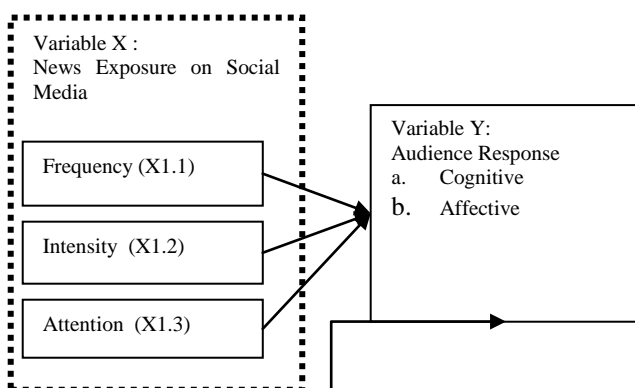 Variable X :
News Exposure on Social
Media
Frequency (X1.1)
Intensity (X1.2)
Attention (X1.3)
Variable Y:
Audience Response
a. Cognitive
b. Affective